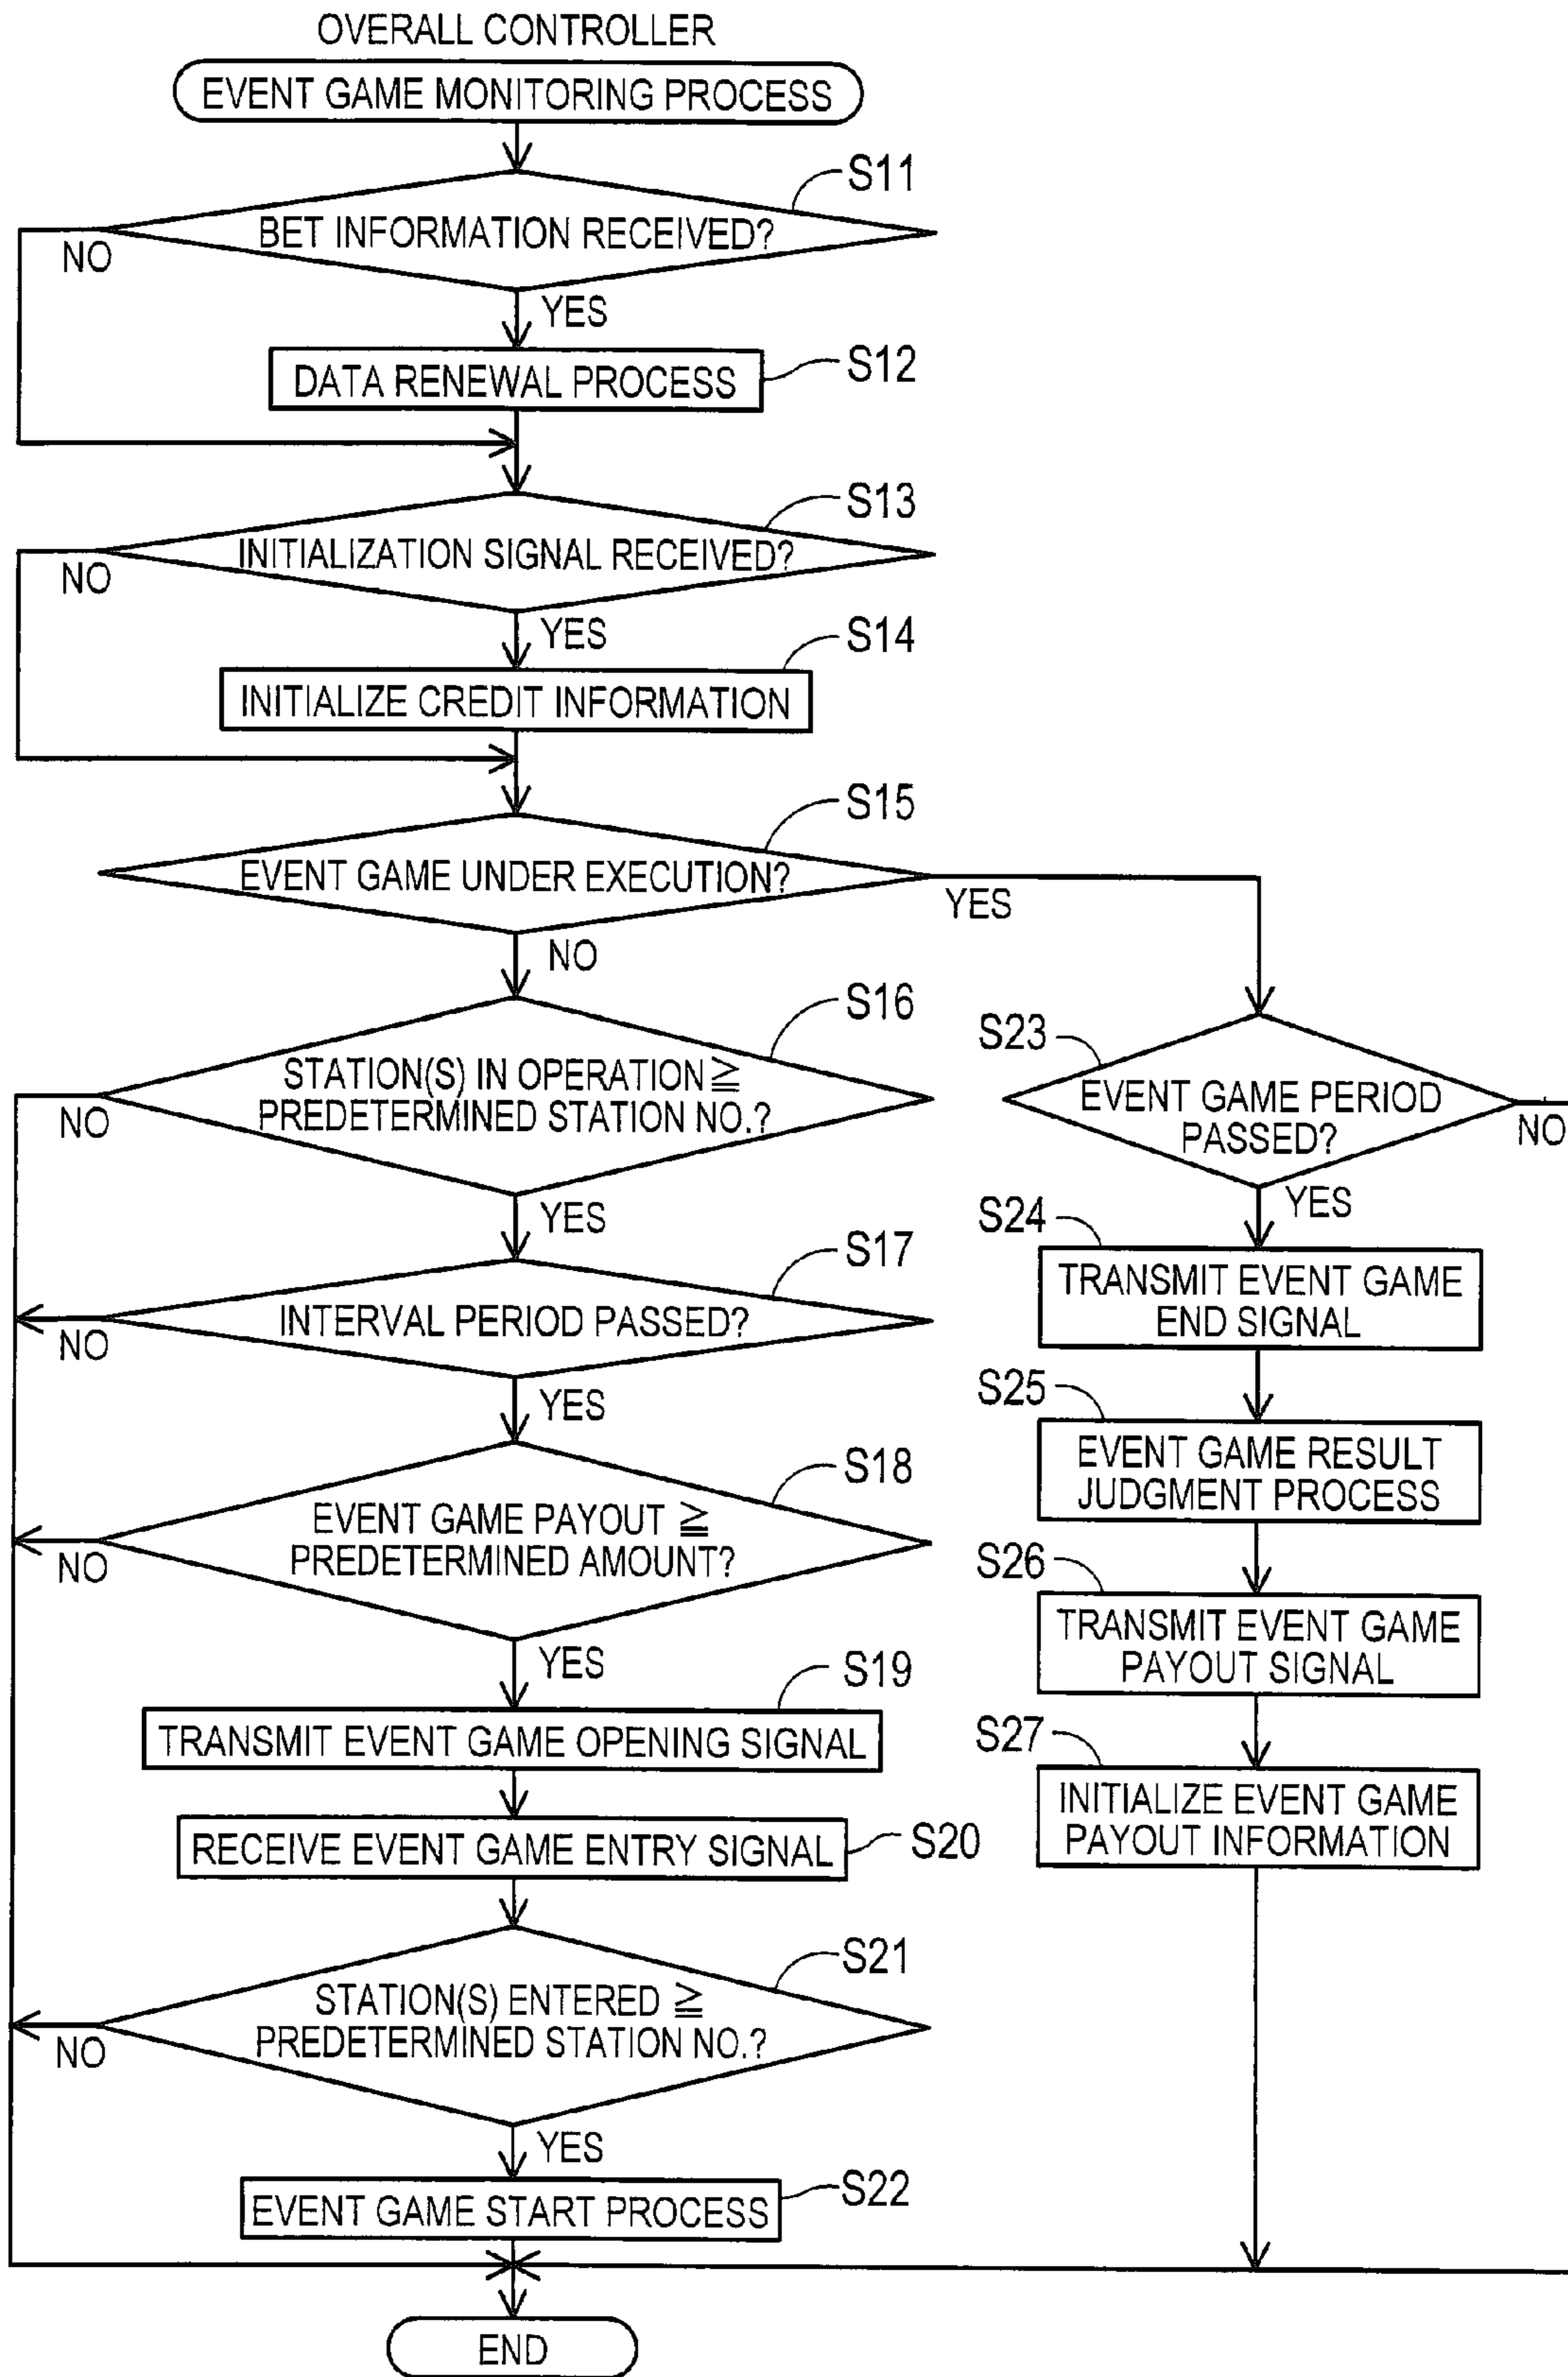 OVERALL CONTROLLER
EVENT GAME MONITORING PROCESS
S11
BET INFORMATION RECEIVED?
NO
YES
S12
DATA RENEWAL PROCESS
S13
INITIALIZATION SIGNAL RECEIVED?
NO
YES
S14
INITIALIZE CREDIT INFORMATION
S15
EVENT GAME UNDER EXECUTION?
YES
NO
S16
STATION(S) IN OPERATION ≧
PREDETERMINED STATION NO.?
NO
YES
S17
INTERVAL PERIOD PASSED?
NO
YES
S18
EVENT GAME PAYOUT ≧
PREDETERMINED AMOUNT?
NO
YES
S19
TRANSMIT EVENT GAME OPENING SIGNAL
RECEIVE EVENT GAME ENTRY SIGNAL
S20
S21
STATION(S) ENTERED ≧
PREDETERMINED STATION NO.?
NO
YES
EVENT GAME START PROCESS
S22
S23
EVENT GAME PERIOD
PASSED?
NO
YES
S24
TRANSMIT EVENT GAME
END SIGNAL
S25
EVENT GAME RESULT
JUDGMENT PROCESS
S26
TRANSMIT EVENT GAME
PAYOUT SIGNAL
S27
INITIALIZE EVENT GAME
PAYOUT INFORMATION
END